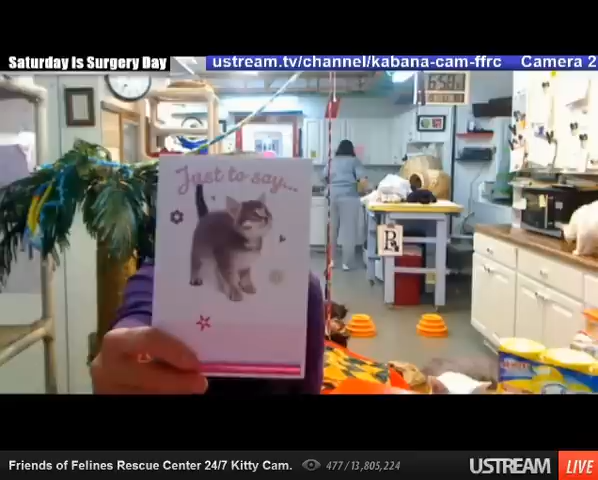 Saturday Is Surgery Day
ustream.tv/channel/kabana-cam-ffrc Camera 2
Just to say...
R
Friends of Felines Rescue Center 24/7 Kitty Cam.
477 / 13,805,224
USTREAM
LIVE